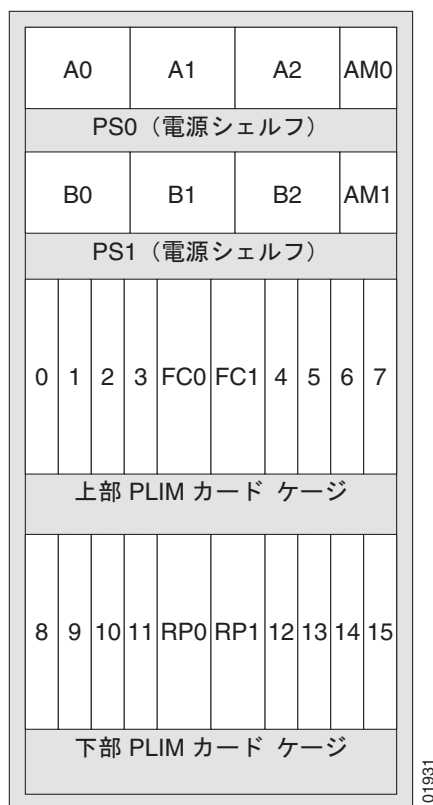 A0 A1 A2 AM0
PS0（電源シェルフ）
B0 B1 B2 AM1
PS1（電源シェルフ）
0 1 2 3 FC0 FC1 4 5 6 7
上部 PLIM カード ケージ
8 9 10 11 RP0 RP1 12 13 14 15
下部 PLIM カード ケージ
01931